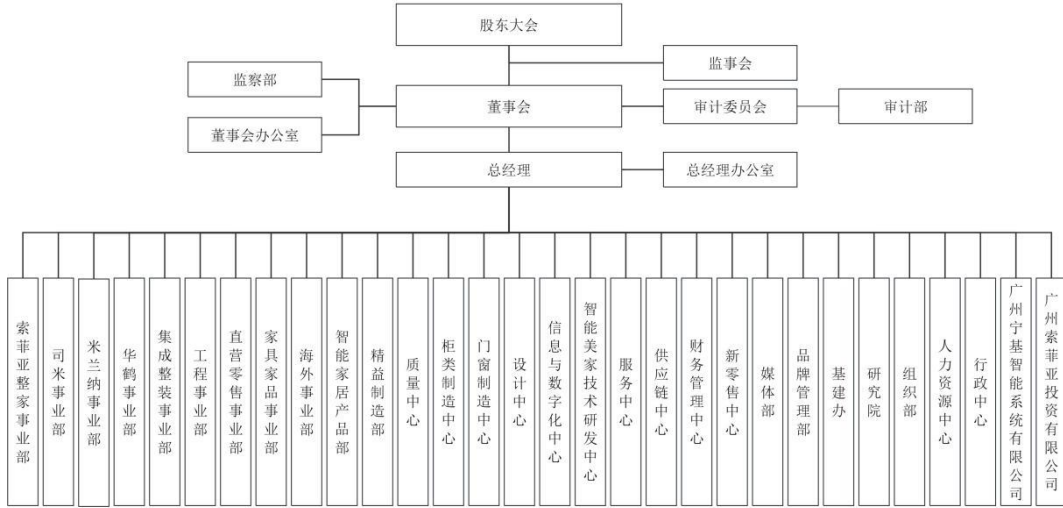 股东大会
监事会
监察部
董事会
审计委员会
审计部
董事会办公室
总经理
总经理办公室
索菲亚整家事业部
司米事业部
米兰纳事业部
华鹤事业部
集成整装事业部
工程事业部
直营零售事业部
家具家品事业部
海外事业部
智能家居产品部
精益制造部
质量中心
柜类制造中心
门窗制造中心
设计中心
信息与数字化中心
智能美家技术研发中心
服务中心
供应链中心
财务管理中心
新零售中心
媒体部
品牌管理部
基建办
研究院
组织部
人力资源中心
行政中心
广州宁基智能系统有限公司
广州索菲亚投资有限公司